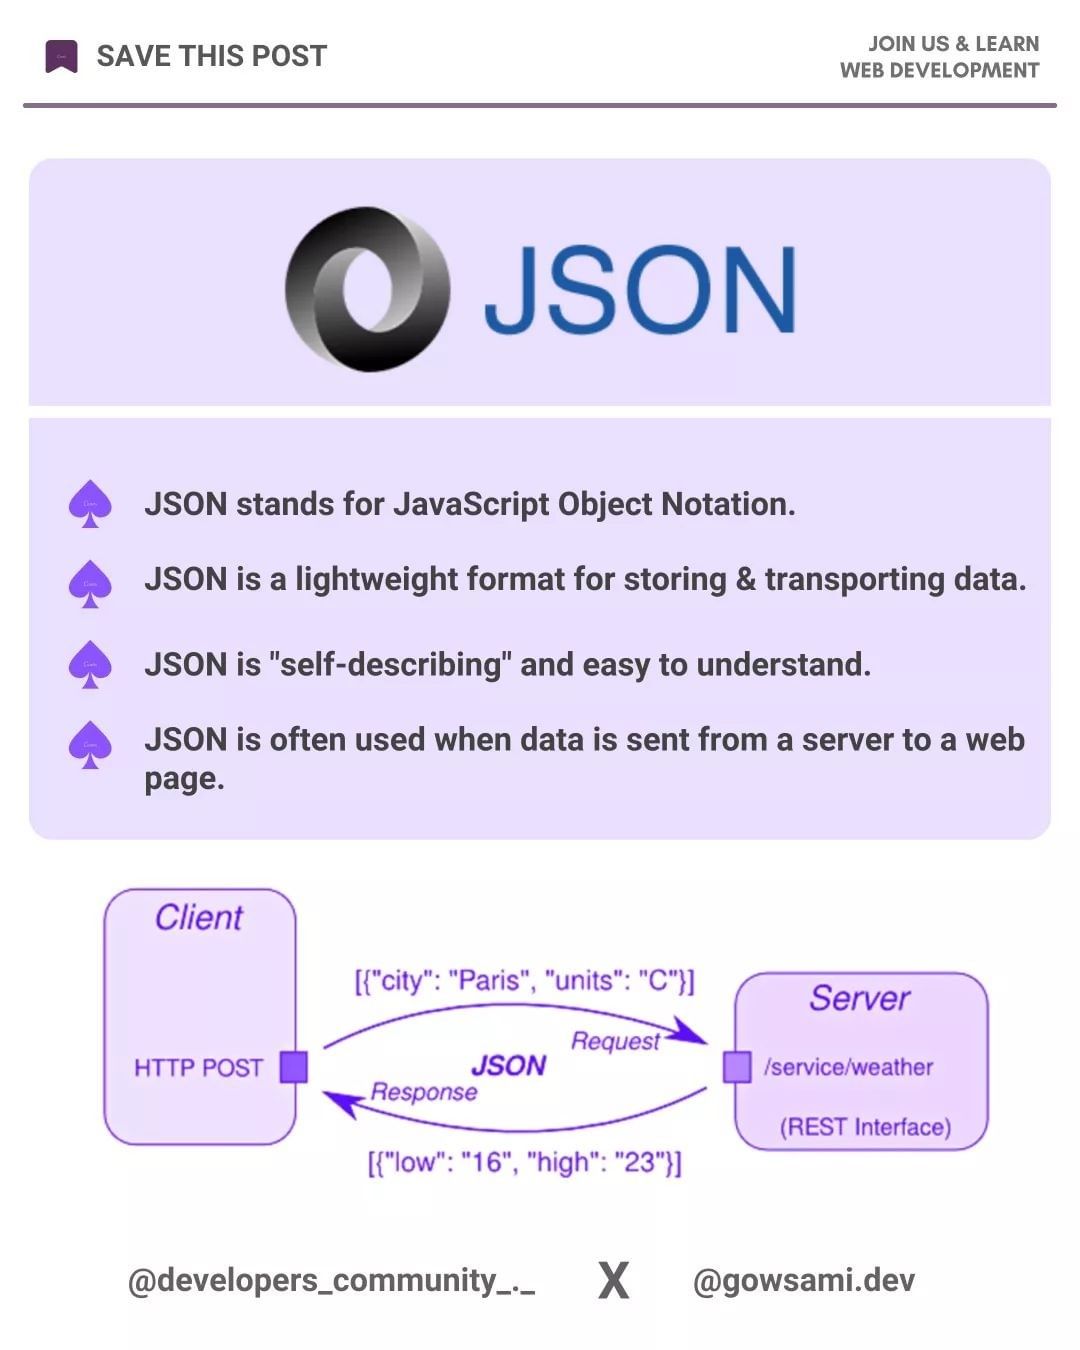 SAVE THIS POST
JOIN US & LEARN
WEB DEVELOPMENT
JSON
JSON stands for JavaScript Object Notation.
JSON is a lightweight format for storing & transporting data.
JSON is "self-describing" and easy to understand.
JSON is often used when data is sent from a server to a web
page.
Client
HTTP POST
[{"city": "Paris", "units": "C"}]
Request
JSON
Response
[{"low": "16", "high": "23"}]
Server
/service/weather
(REST Interface)
@developers_community_._ X @gowsami.dev